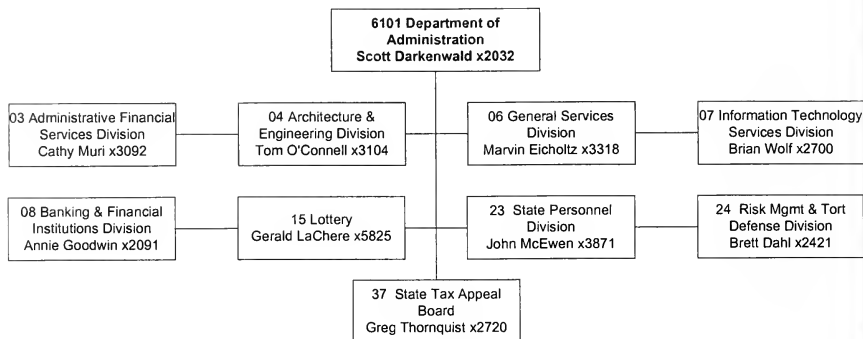 6101 Department of
Administration
Scott Darkenwald x2032
03 Administrative Financial
Services Division
Cathy Muri x3092
04 Architecture &
Engineering Division
Tom O'Connell x3104
06 General Services
Division
Marvin Eicholtz x3318
07 Information Technology
Services Division
Brian Wolf x2700
08 Banking & Financial
Institutions Division
Annie Goodwin x2091
15 Lottery
Gerald LaChere x5825
23 State Personnel
Division
John McEwen x3871
24 Risk Mgmt & Tort
Defense Division
Brett Dahl x2421
37 State Tax Appeal
Board
Greg Thornquist x2720